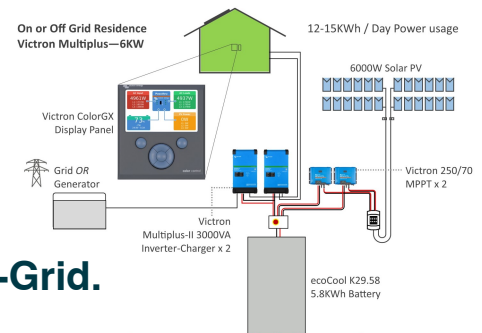 On or Off Grid Residence
Victron Multiplus—6KW
12-15KWh / Day Power usage
6000W Solar PV
4961W
4937W
Victron ColorGX
Display Panel
Grid OR
Generator
Victron 250/70
MPPT x 2
Victron
Multiplus-II 3000VA
Inverter-Charger x 2
-Grid.
ecoCool K29.58
5.8KWh Battery